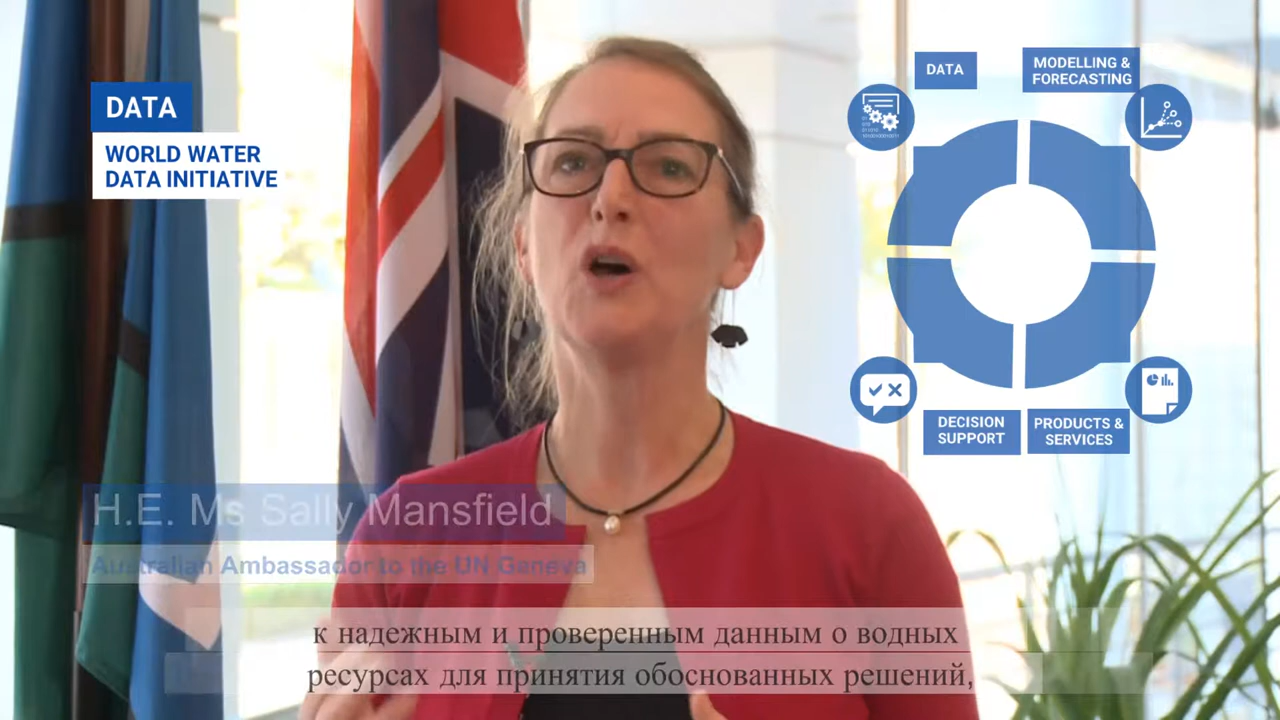 DATA
WORLD WATER
DATA INITIATIVE
DATA
MODELLING &
FORECASTING
DECISION
SUPPORT
PRODUCTS &
SERVICES
H.E. Ms Sally Mansfield
Australian Ambassador to the UN Geneva
к надежным и проверенным данным о водных
ресурсах для принятия обоснованных решений,